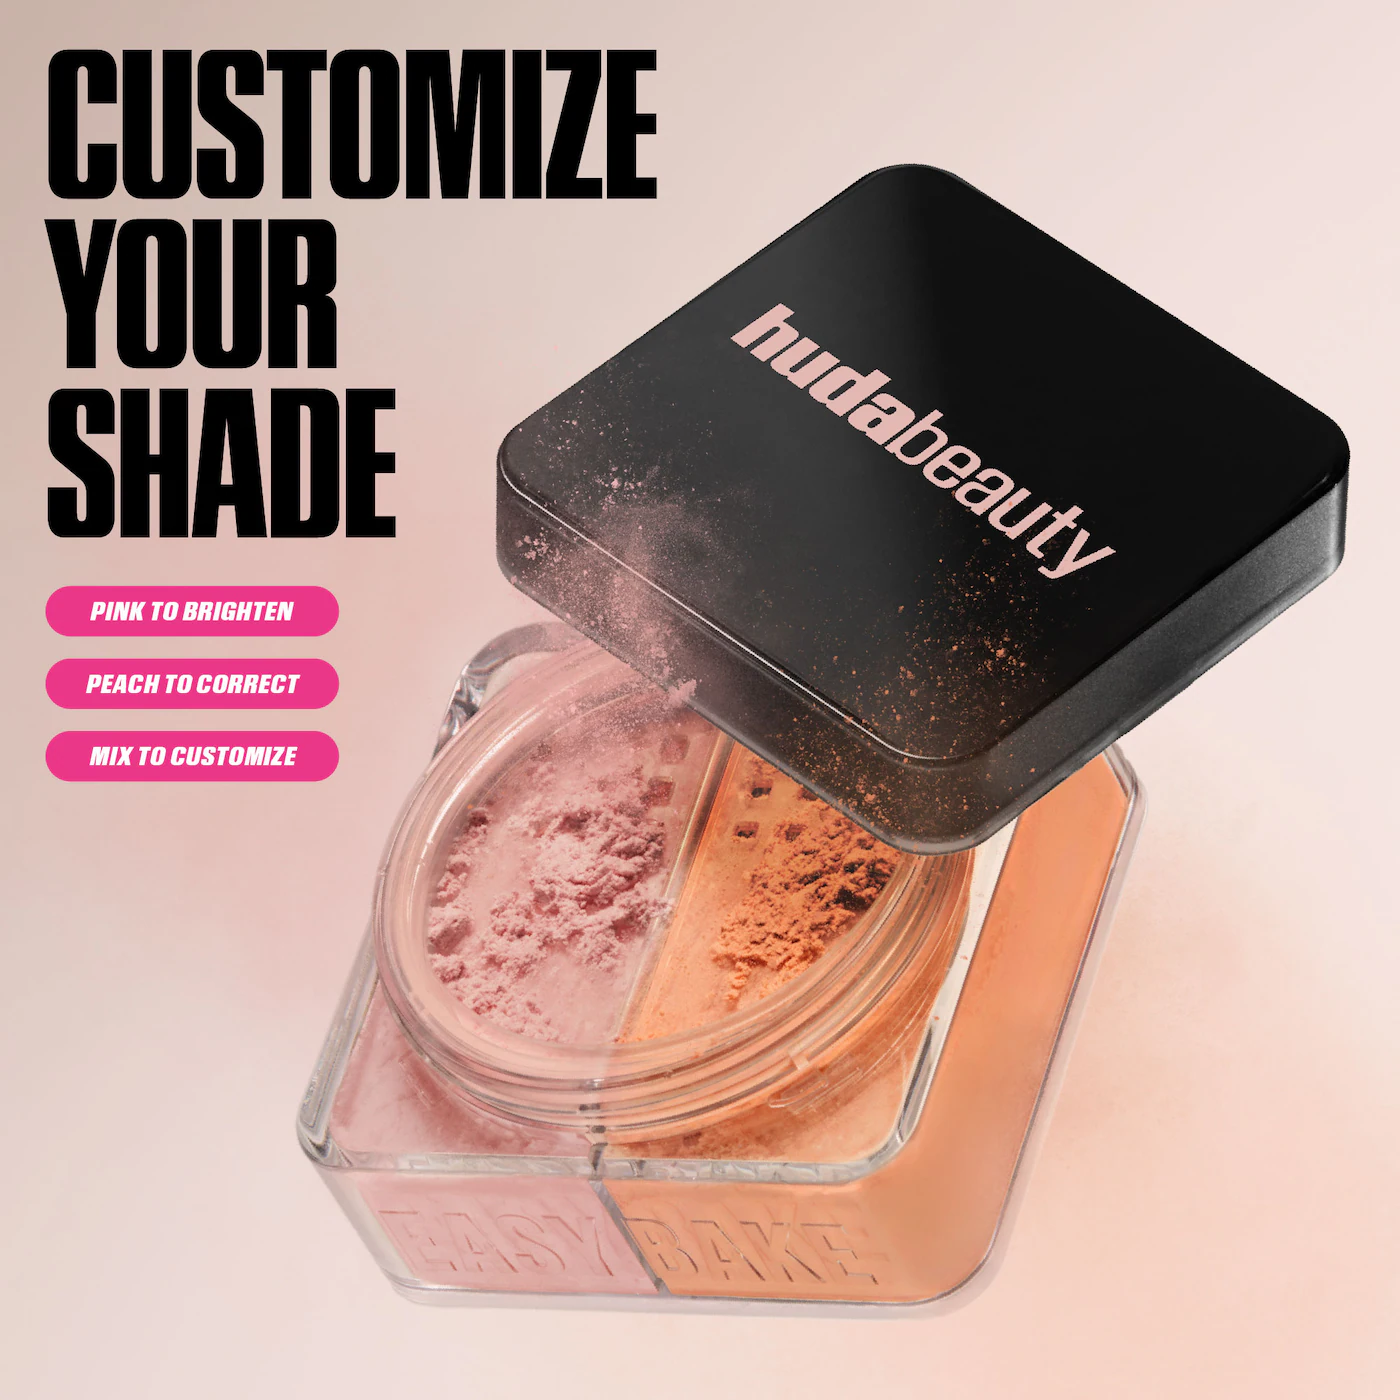 CUSTOMIZE
YOUR
SHADE
PINK TO BRIGHTEN
PEACH TO CORRECT
MIX TO CUSTOMIZE
hudabeauty
EASY BAKE